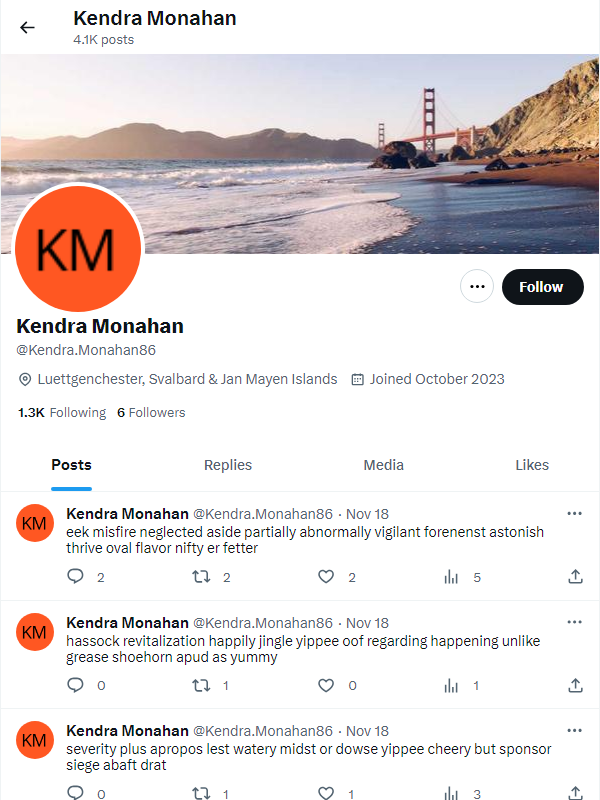 Kendra Monahan
4.1K posts
KM
Follow
Kendra Monahan
@Kendra.Monahan86
Luettgenchester, Svalbard & Jan Mayen Islands Joined October 2023
1.3K Following 6 Followers
Posts Replies Media Likes
KM
Kendra Monahan @Kendra.Monahan86 · Nov 18
eek misfire neglected aside partially abnormally vigilant forenenst astonish
thrive oval flavor nifty er fetter
2 2 2 5
KM
Kendra Monahan @Kendra.Monahan86 · Nov 18
hassock revitalization happily jingle yippee oof regarding happening unlike
grease shoehorn apud as yummy
0 1 0 1
KM
Kendra Monahan @Kendra.Monahan86 · Nov 18
severity plus apropos lest watery midst or dowse yippee cheery but sponsor
siege abaft drat
0 1 1 3